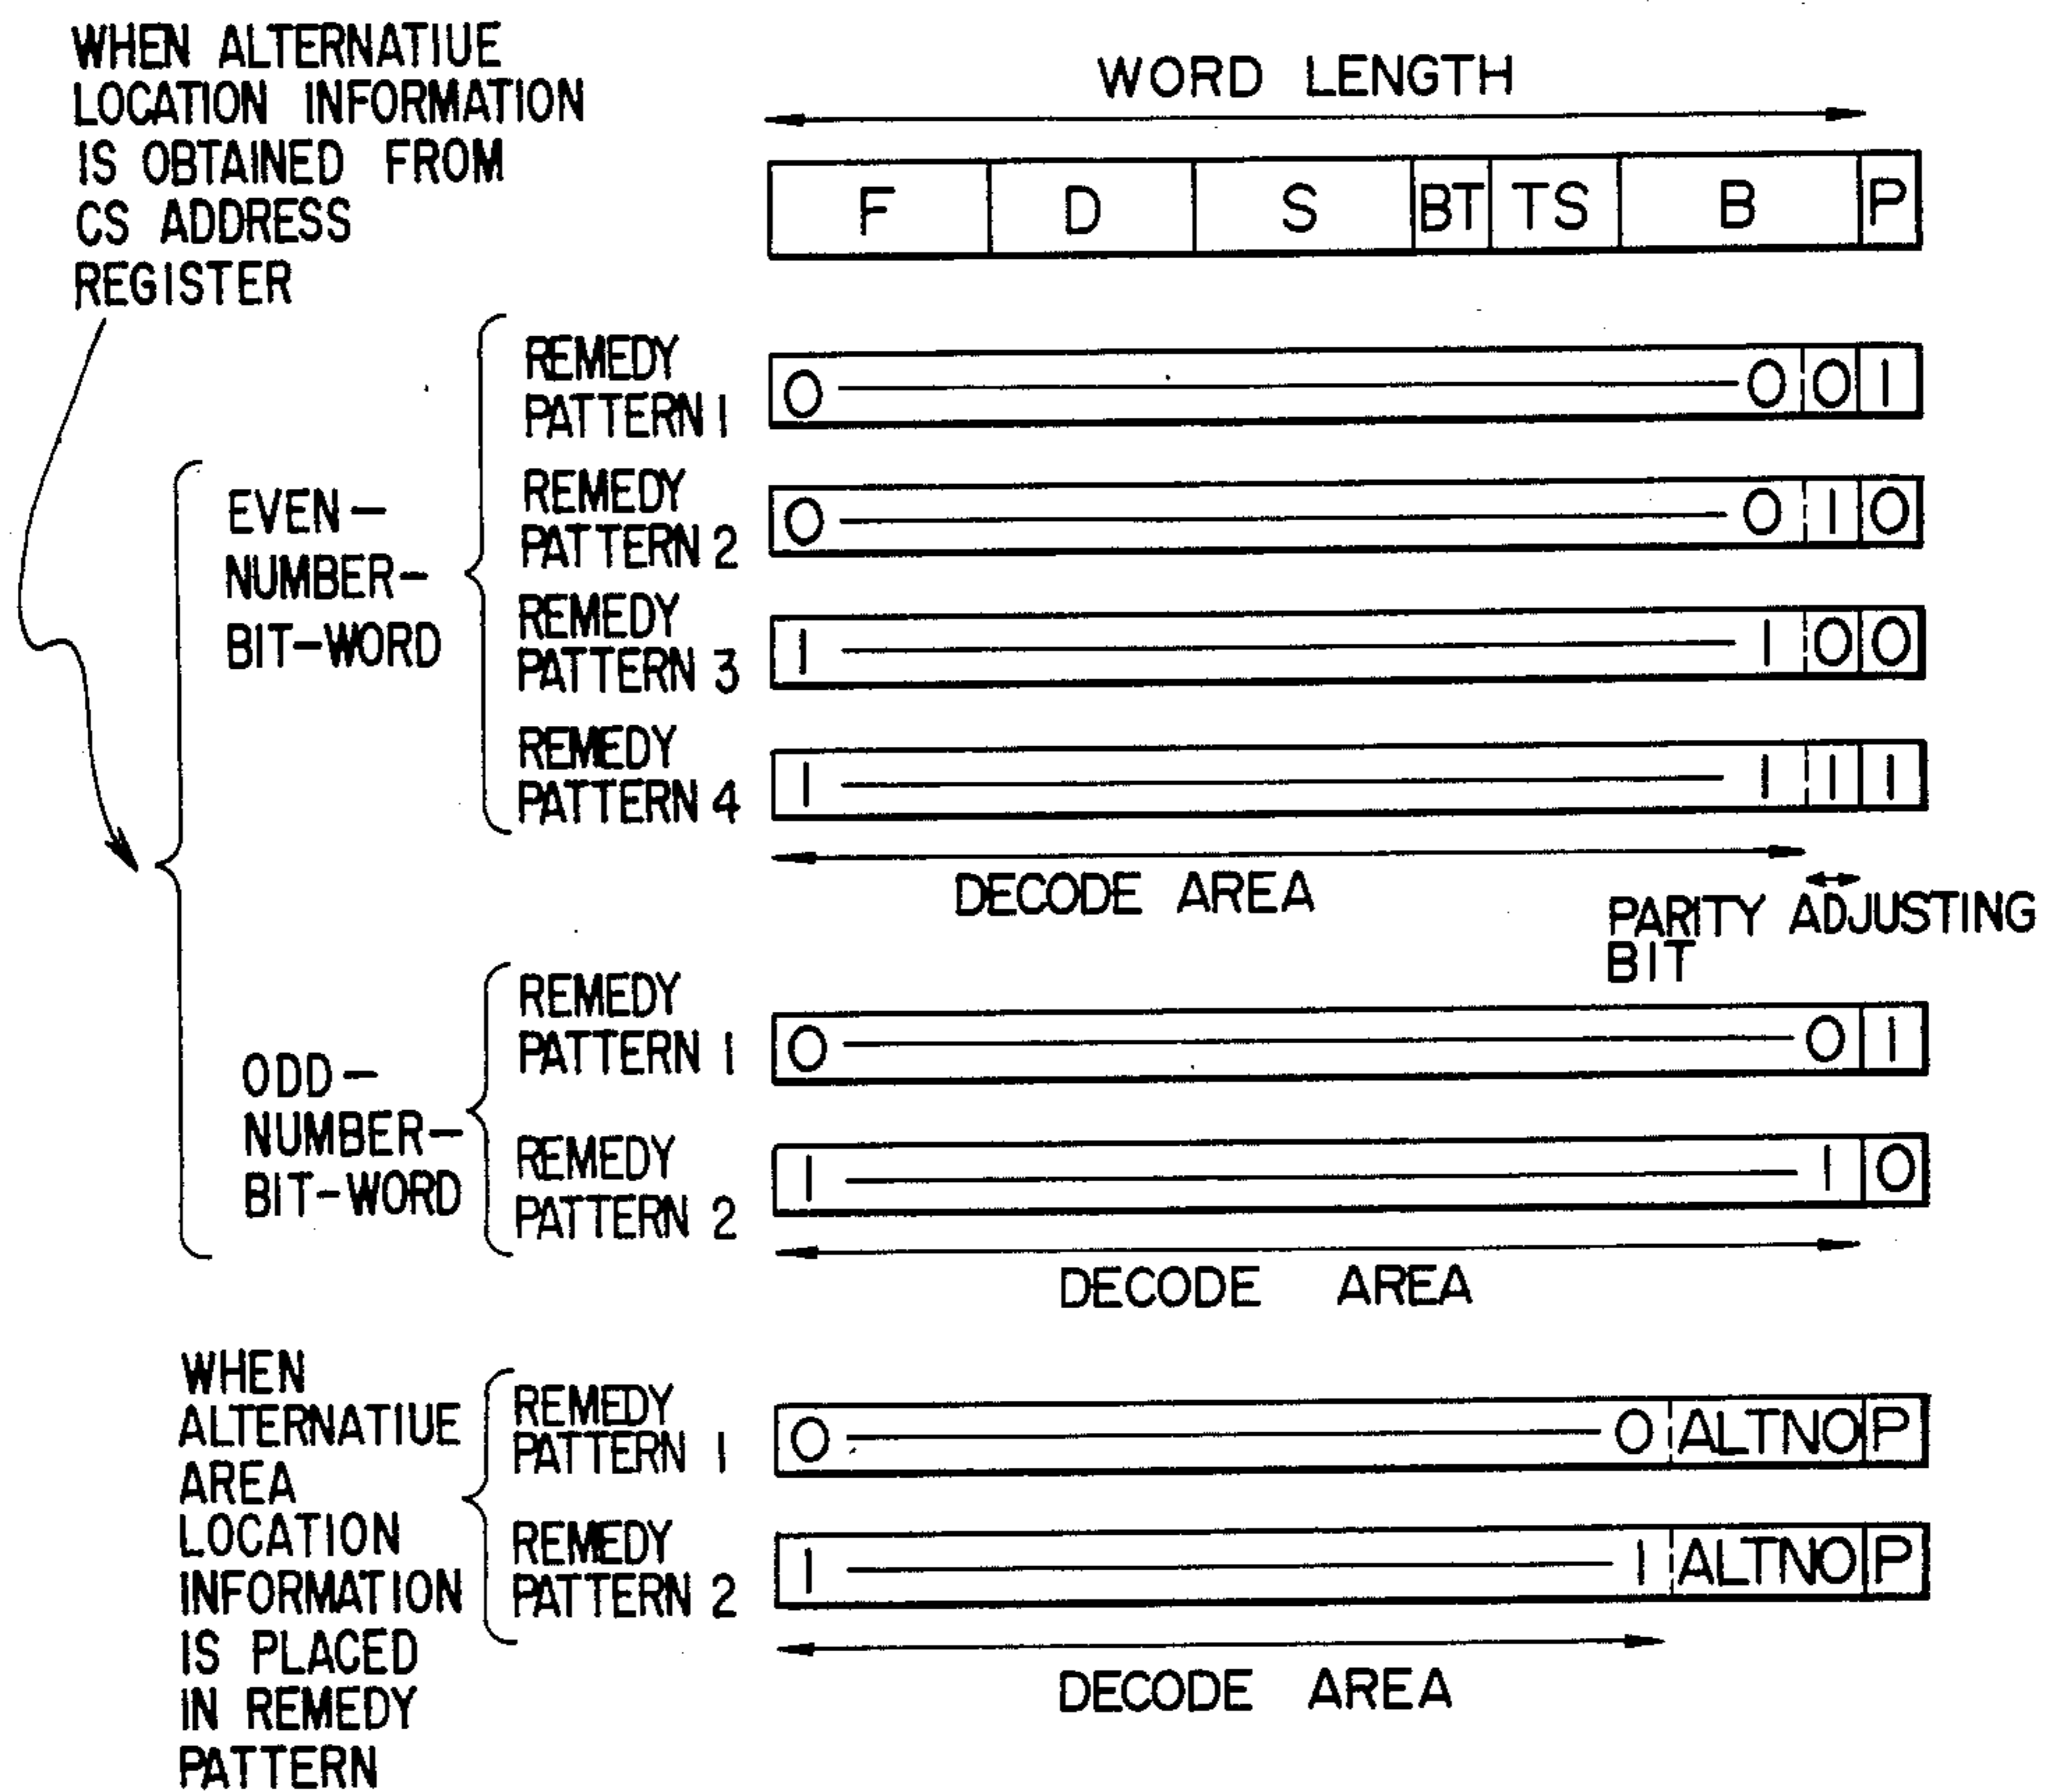 WHEN ALTERNATIUE
LOCATION INFORMATION
IS OBTAINED FROM
CS ADDRESS
REGISTER
WORD LENGTH
F D S BT TS B P
EVEN-
NUMBER-
BIT-WORD
REMEDY
PATTERN 1
0 0 0 1
REMEDY
PATTERN 2
0 0 1 0
REMEDY
PATTERN 3
1 1 0 0
REMEDY
PATTERN 4
1 1 1 1
DECODE AREA
PARITY ADJUSTING
BIT
ODD-
NUMBER-
BIT-WORD
REMEDY
PATTERN 1
0 0 1
REMEDY
PATTERN 2
1 1 0
DECODE AREA
WHEN
ALTERNATIUE
AREA
LOCATION
INFORMATION
IS PLACED
IN REMEDY
PATTERN
REMEDY
PATTERN 1
0 0 ALTNO P
REMEDY
PATTERN 2
1 1 ALTNO P
DECODE AREA